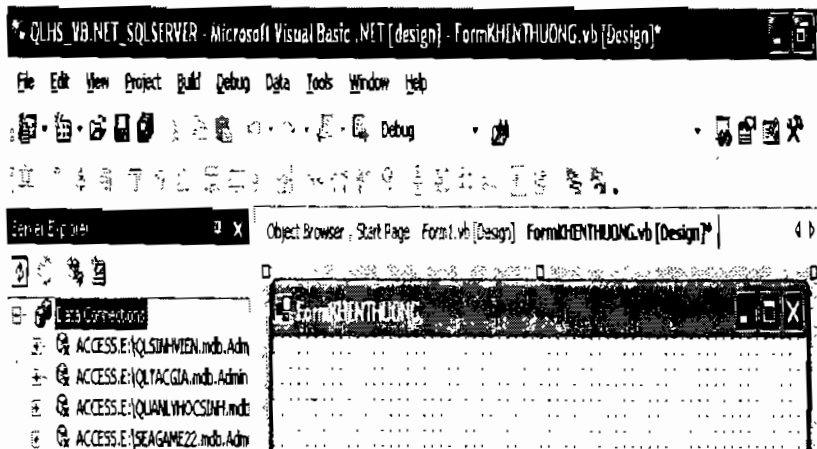 QLHS_VB.NET_SQLSERVER - Microsoft Visual Basic .NET [design] - FormKHENTHUONG.vb [Design]*
File Edit View Project Build Debug Data Tools Window Help
Debug
Server Explorer
Object Browser Start Page Form1.vb [Design] FormKHENTHUONG.vb [Design]*
Data Connections
FormKHENTHUONG
ACCESS.E:\QLSINHVIEN.mdb.Adm
ACCESS.E:\QLTACGIA.mdb.Admin
ACCESS.E:\QUANLYHOCSINH.mdb
ACCESS.E:\SEAGAME22.mdb.Adm